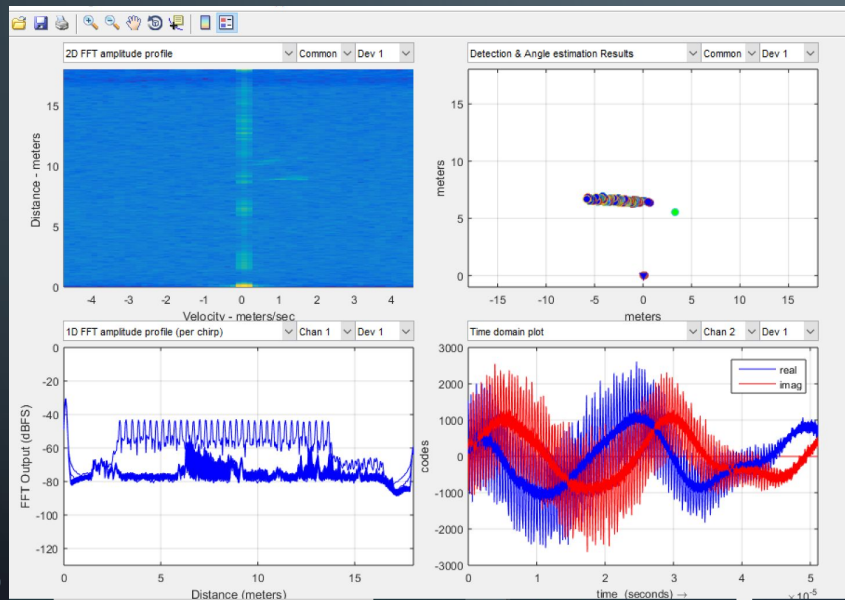 2D FFT amplitude profile Common Dev 1
Detection & Angle estimation Results Common Dev 1
15
10
5
0
Distance - meters
-4 -3 -2 -1 0 1 2 3 4
Velocity - meters/sec
15
10
5
0
meters
-15 -10 -5 0 5 10 15
meters
1D FFT amplitude profile (per chirp) Chan 1 Dev 1
Time domain plot Chan 2 Dev 1
0
-20
-40
-60
-80
-100
-120
FFT Output (dBFS)
0 5 10 15
Distance (meters)
3000
2000
1000
0
-1000
-2000
-3000
codes
real
imag
0 1 2 3 4 5
time (seconds) →
×10-5